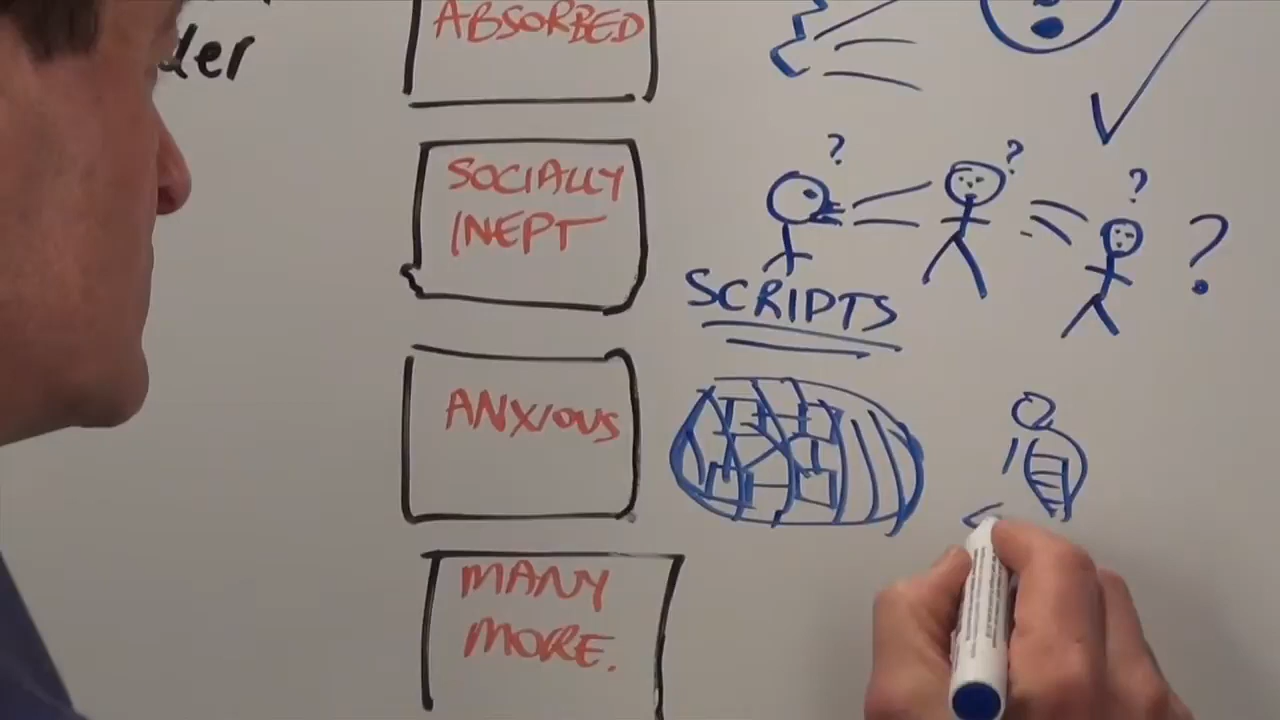 der
ABSORBED
SOCIALLY
INEPT
? ? ? ?
SCRIPTS
ANXIOUS
MANY
MORE.